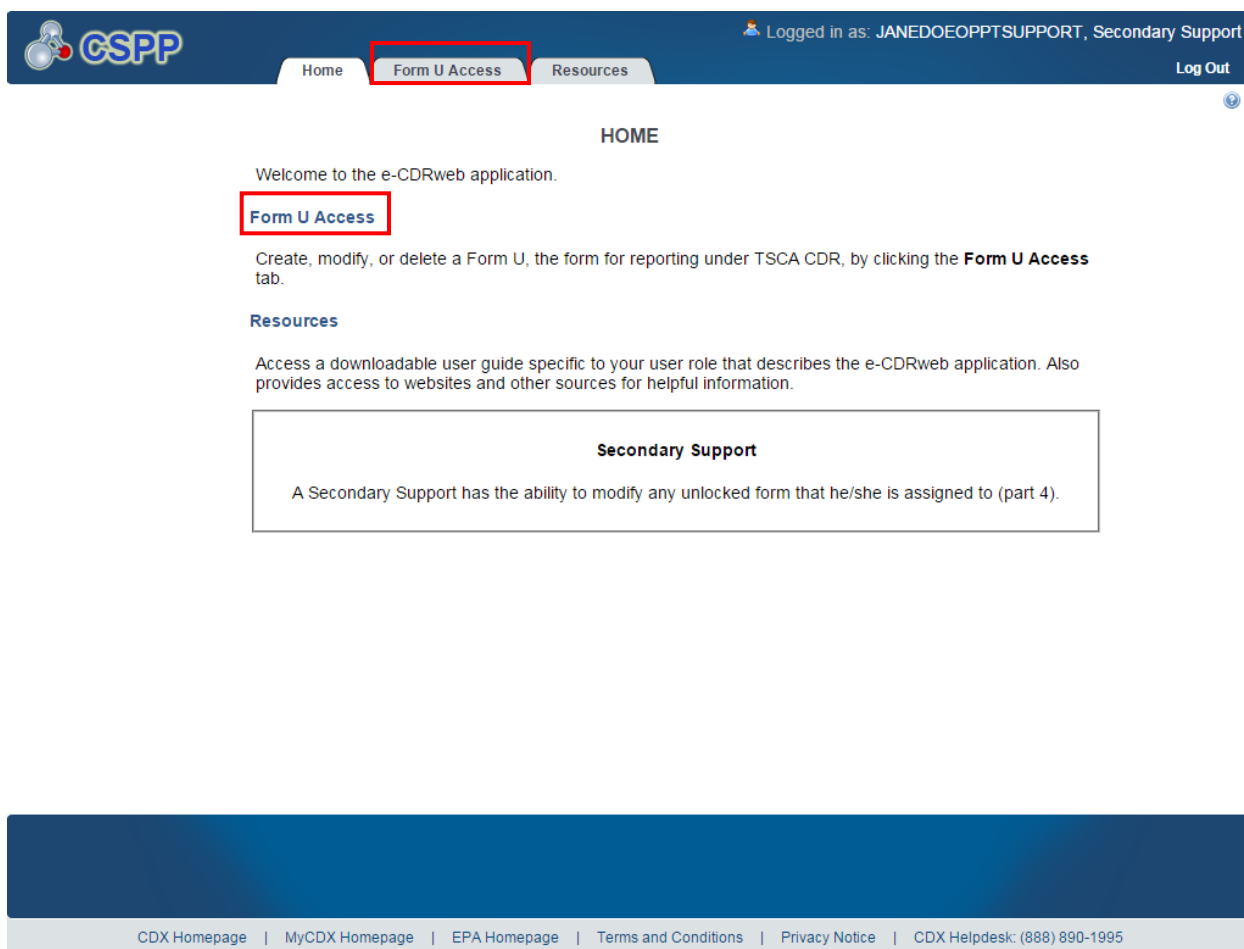 CSPP
Logged in as: JANEDOEOPPTSUPPORT, Secondary Support
Home Form U Access Resources
Log Out
HOME
Welcome to the e-CDRweb application.
Form U Access
Create, modify, or delete a Form U, the form for reporting under TSCA CDR, by clicking the Form U Access
tab.
Resources
Access a downloadable user guide specific to your user role that describes the e-CDRweb application. Also
provides access to websites and other sources for helpful information.
Secondary Support
A Secondary Support has the ability to modify any unlocked form that he/she is assigned to (part 4).
CDX Homepage | MyCDX Homepage | EPA Homepage | Terms and Conditions | Privacy Notice | CDX Helpdesk: (888) 890-1995